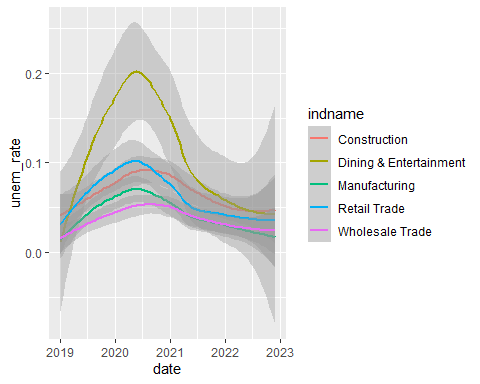 0.2
0.1
0.0
unem_rate
2019 2020 2021 2022 2023
date
indname
Construction
Dining & Entertainment
Manufacturing
Retail Trade
Wholesale Trade